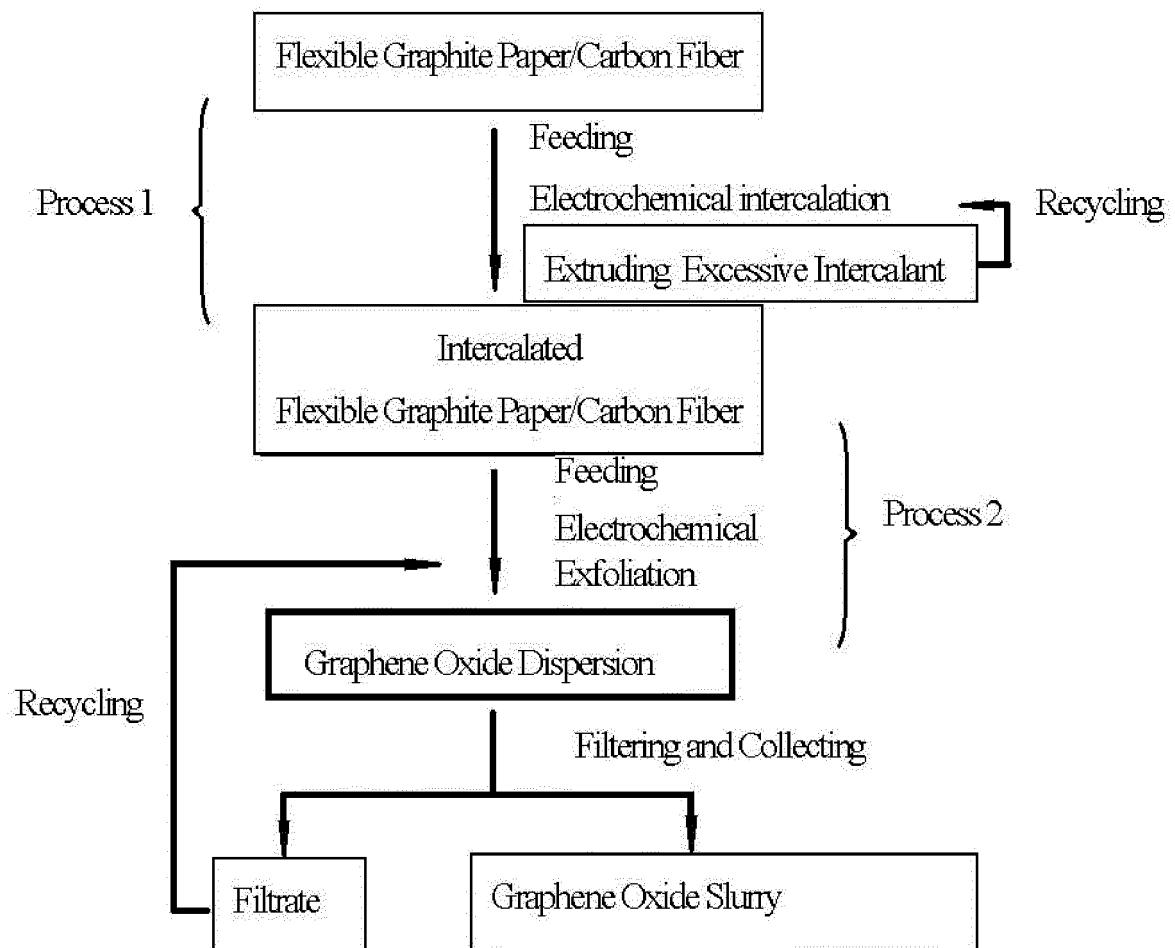 Flexible Graphite Paper/Carbon Fiber
Feeding
Process 1
Electrochemical intercalation
Recycling
Extruding Excessive Intercalant
Intercalated
Flexible Graphite Paper/Carbon Fiber
Feeding
Process 2
Electrochemical
Exfoliation
Graphene Oxide Dispersion
Recycling
Filtering and Collecting
Filtrate
Graphene Oxide Slurry